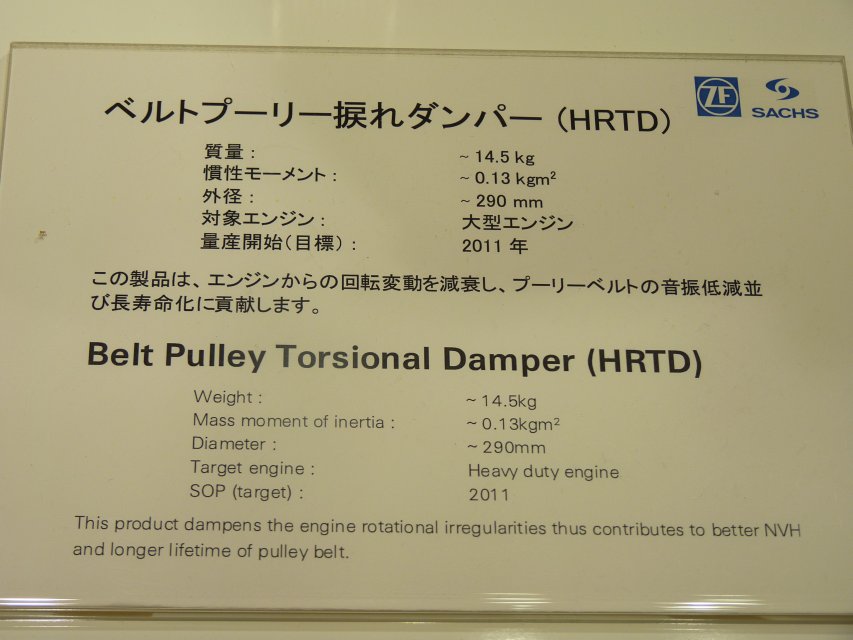 ベルトプーリー捩れダンパー (HRTD)
ZF SACHS
質量 : ~ 14.5 kg
慣性モーメント : ~ 0.13 kgm²
外径 : ~ 290 mm
対象エンジン : 大型エンジン
量産開始(目標) : 2011 年
この製品は、エンジンからの回転変動を減衰し、プーリーベルトの音振低減並
び長寿命化に貢献します。
Belt Pulley Torsional Damper (HRTD)
Weight : ~ 14.5kg
Mass moment of inertia : ~ 0.13kgm²
Diameter : ~ 290mm
Target engine : Heavy duty engine
SOP (target) : 2011
This product dampens the engine rotational irregularities thus contributes to better NVH
and longer lifetime of pulley belt.